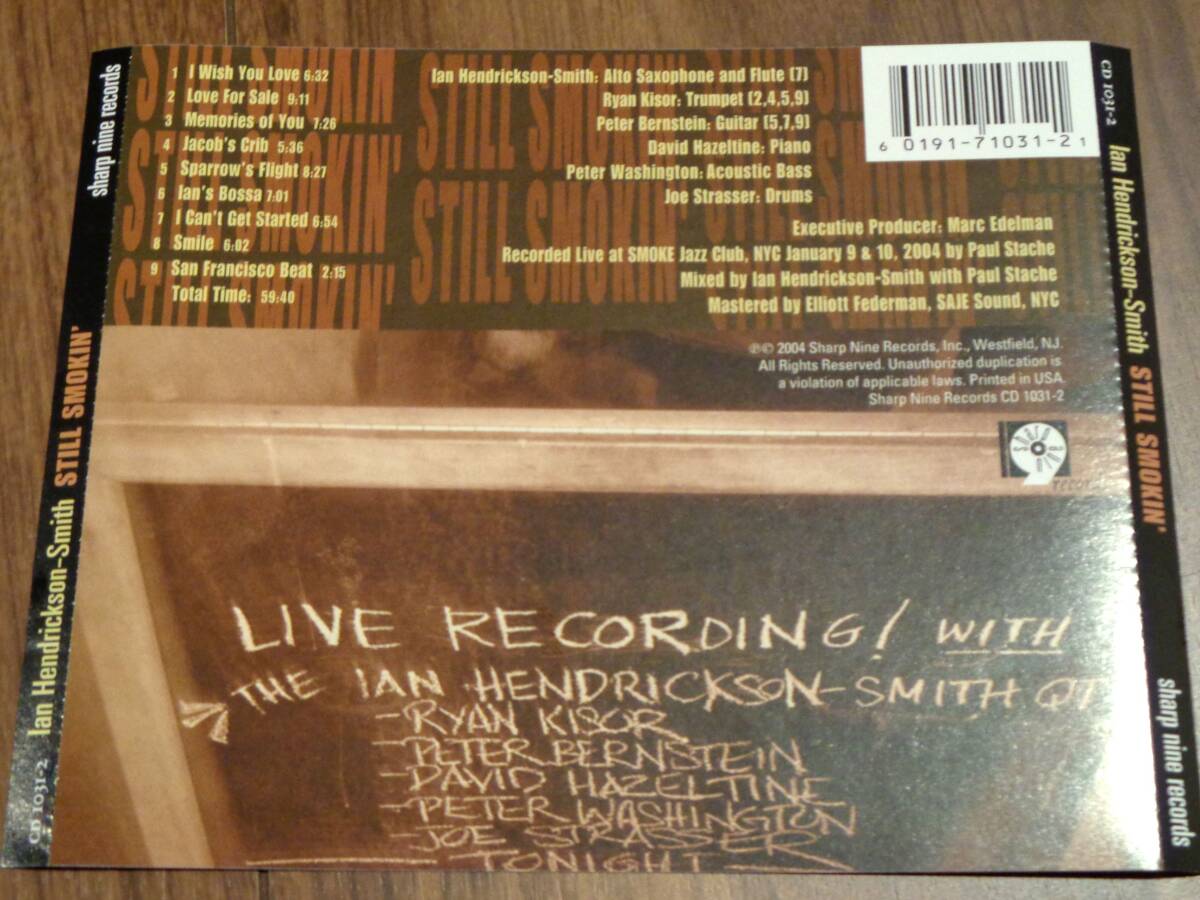 sharp nine records
Ian Hendrickson-Smith STILL SMOKIN'
CD 1031-2
1 I Wish You Love 6:32
2 Love For Sale 9:11
3 Memories of You 7:26
4 Jacob's Crib 5:36
5 Sparrow's Flight 8:27
6 Ian's Bossa 7:01
7 I Can't Get Started 6:54
8 Smile 6:02
9 San Francisco Beat 2:15
Total Time: 59:40
STILL SMOKIN'
STILL SMOKIN'
Ian Hendrickson-Smith: Alto Saxophone and Flute (7)
Ryan Kisor: Trumpet (2,4,5,9)
Peter Bernstein: Guitar (5,7,9)
David Hazeltine: Piano
Peter Washington: Acoustic Bass
Joe Strasser: Drums
Executive Producer: Marc Edelman
Recorded Live at SMOKE Jazz Club, NYC January 9 & 10, 2004 by Paul Stache
Mixed by Ian Hendrickson-Smith with Paul Stache
Mastered by Elliott Federman, SAJE Sound, NYC
6 0191-71031-2 1
℗© 2004 Sharp Nine Records, Inc., Westfield, NJ.
All Rights Reserved. Unauthorized duplication is
a violation of applicable laws. Printed in USA
Sharp Nine Records CD 1031-2
LIVE RECORDING! WITH
THE IAN HENDRICKSON-SMITH QT
-RYAN KISOR
-PETER BERNSTEIN
-DAVID HAZELTINE
-PETER WASHINGTON
-JOE STRASSER
TONIGHT
CD 1031-2
Ian Hendrickson-Smith STILL SMOKIN'
sharp nine records